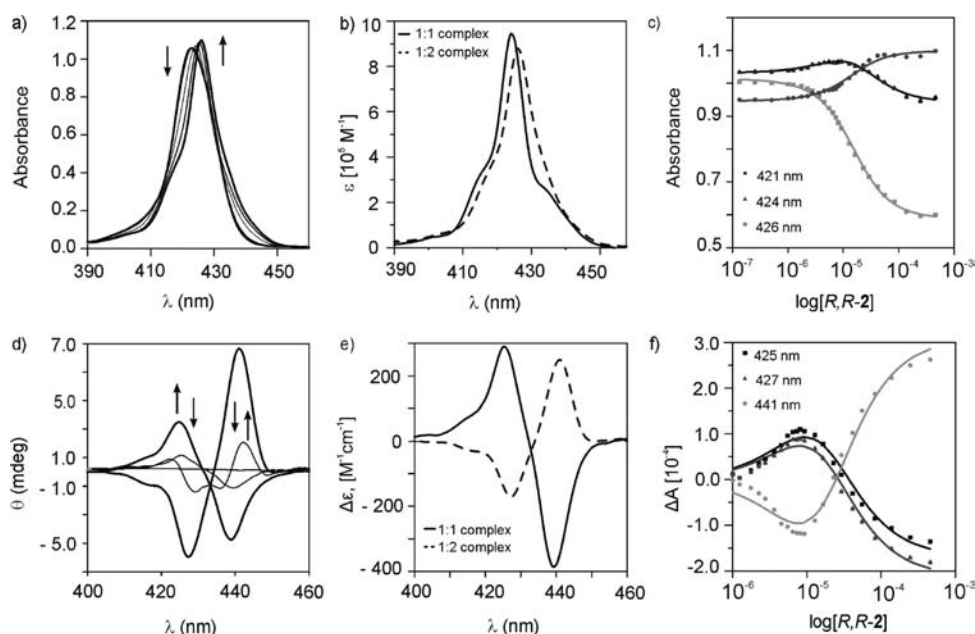 a)
1.2
1.0
0.8
0.6
0.4
0.2
0.0
Absorbance
390 410 430 450
λ (nm)
b)
1:1 complex
1:2 complex
10
8
6
4
2
0
ε [10⁵ M⁻¹]
390 410 430 450
λ (nm)
c)
1.1
0.9
0.7
0.5
Absorbance
421 nm
424 nm
426 nm
10⁻⁷ 10⁻⁶ 10⁻⁵ 10⁻⁴ 10⁻³
log[R,R-2]
d)
7.0
5.0
1.0
- 1.0
- 5.0
θ (mdeg)
400 420 440 460
λ (nm)
e)
200
0
- 200
- 400
Δε, [M⁻¹cm⁻¹]
1:1 complex
1:2 complex
400 420 440 460
λ (nm)
f)
3.0
2.0
1.0
0
-1.0
-2.0
ΔA [10⁻⁴]
425 nm
427 nm
441 nm
10⁻⁶ 10⁻⁵ 10⁻⁴ 10⁻³
log[R,R-2]